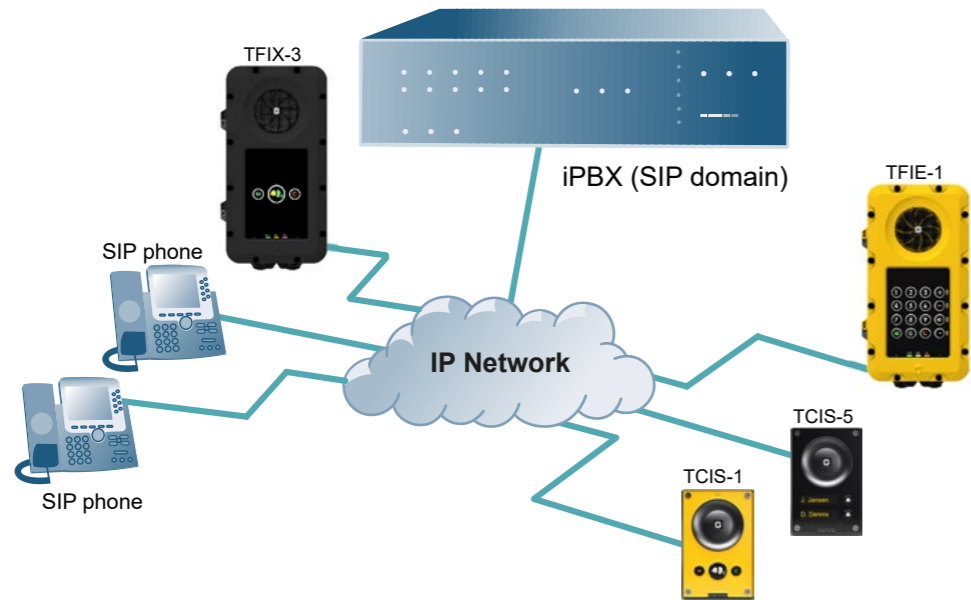 TFIX-3
iPBX (SIP domain)
TFIE-1
SIP phone
IP Network
SIP phone
TCIS-5
J. Jensen
D. Dennis
TCIS-1